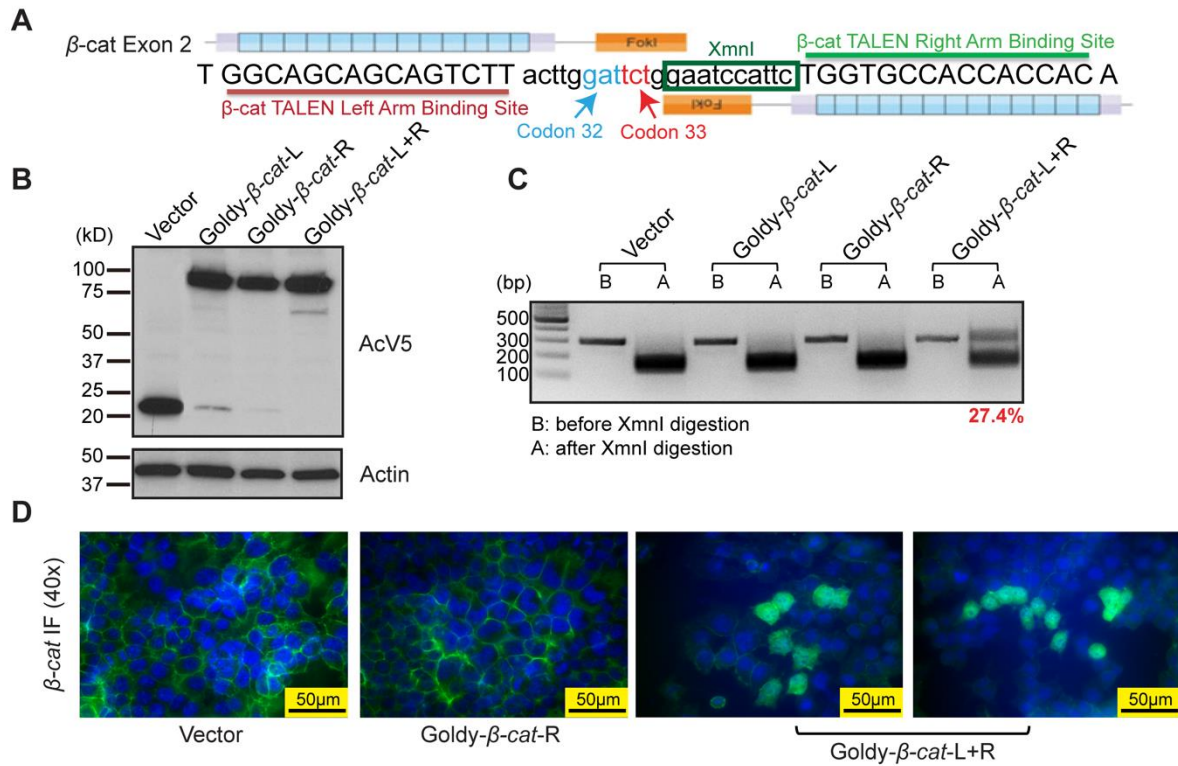 A
β-cat Exon 2
FokI
XmnI
β-cat TALEN Right Arm Binding Site
T GGCAGCAGCAGTCTT acttggattctggaatccattcTGGTGCCACCACCAC A
β-cat TALEN Left Arm Binding Site
FokI
Codon 32
Codon 33
B
Vector
Goldy-β-cat-L
Goldy-β-cat-R
Goldy-β-cat-L+R
(kD)
100
75
50
37
25
20
AcV5
50
37
Actin
C
Vector
Goldy-β-cat-L
Goldy-β-cat-R
Goldy-β-cat-L+R
B A B A B A B A
(bp)
500
300
200
100
27.4%
B: before XmnI digestion
A: after XmnI digestion
D
β-cat IF (40x)
50µm
50µm
50µm
50µm
Vector
Goldy-β-cat-R
Goldy-β-cat-L+R